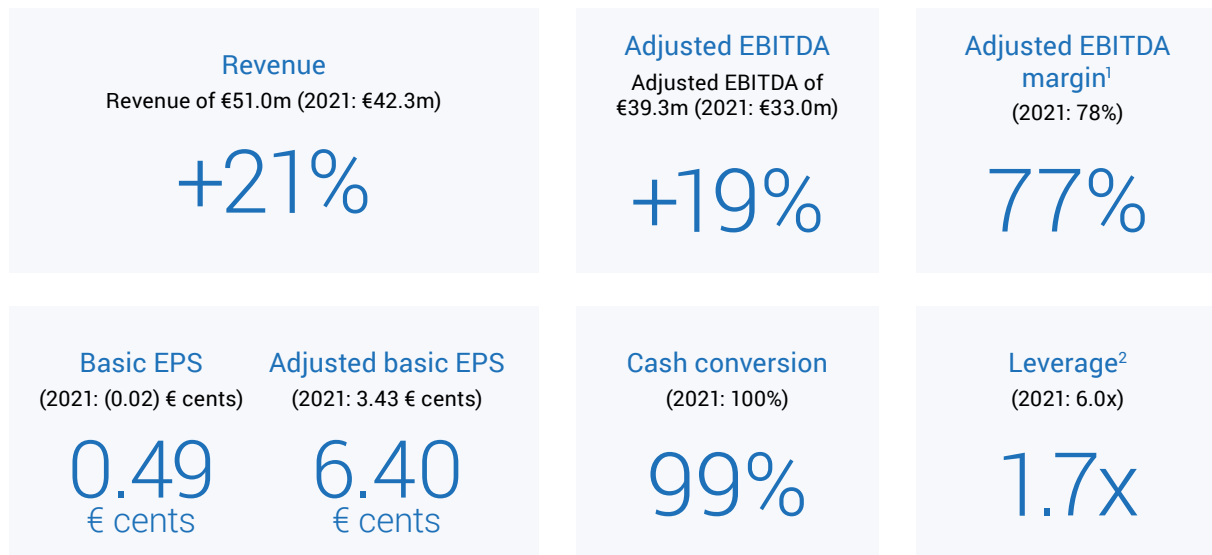 Revenue
Revenue of €51.0m (2021: €42.3m)
+21%
Adjusted EBITDA
Adjusted EBITDA of
€39.3m (2021: €33.0m)
+19%
Adjusted EBITDA
margin¹
(2021: 78%)
77%
Basic EPS
(2021: (0.02) € cents)
0.49
€ cents
Adjusted basic EPS
(2021: 3.43 € cents)
6.40
€ cents
Cash conversion
(2021: 100%)
99%
Leverage²
(2021: 6.0x)
1.7x